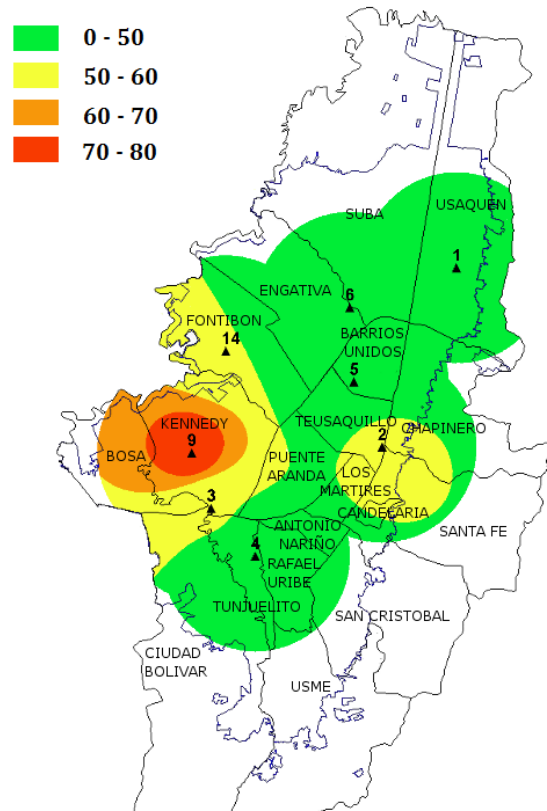 0 - 50
50 - 60
60 - 70
70 - 80
USAQUEN
SUBA
1
ENGATIVA
6
FONTIBON
14
BARRIOS
UNIDOS
5
TEUSAQUILLO
2
CHAPINERO
KENNEDY
9
BOSA
PUENTE
ARANDA
LOS
MARTIRES
3
CANDELARIA
ANTONIO
NARIÑO
SANTA FE
4
RAFAEL
URIBE
TUNJUELITO
SAN CRISTOBAL
CIUDAD
BOLIVAR
USME